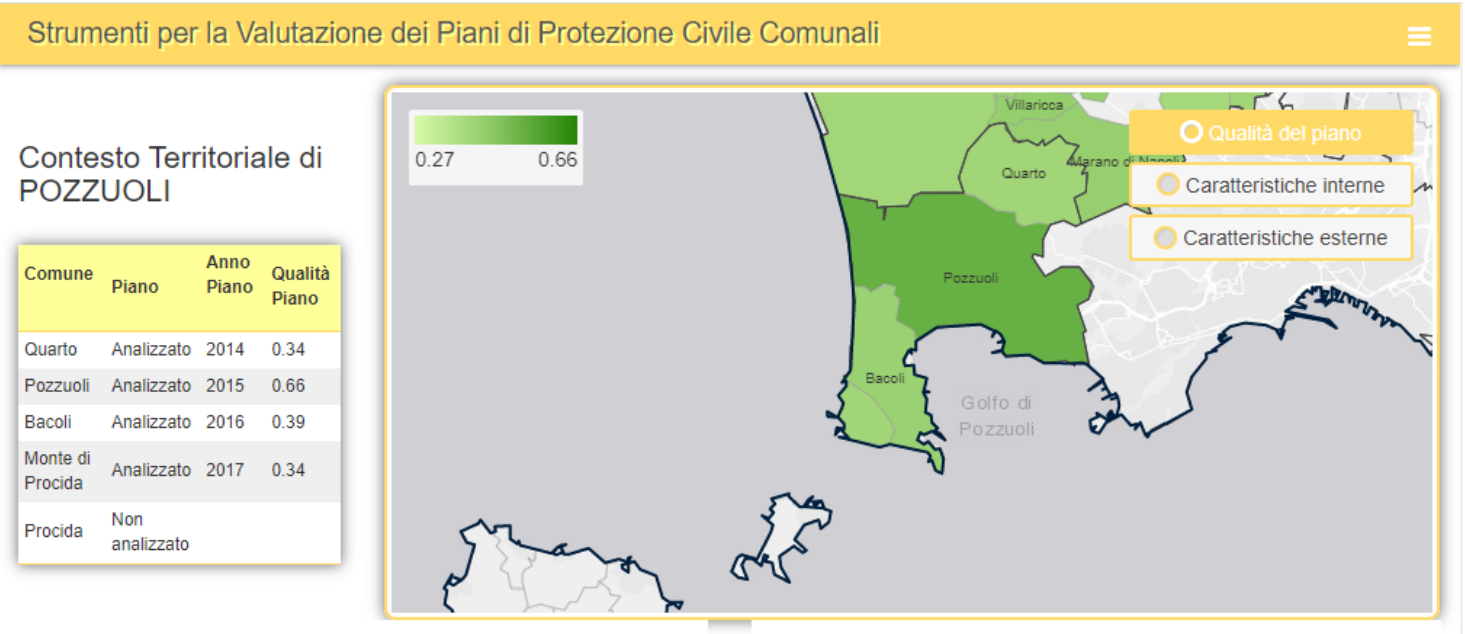 Strumenti per la Valutazione dei Piani di Protezione Civile Comunali
Contesto Territoriale di
POZZUOLI
Comune Piano Anno Piano Qualità Piano
Quarto Analizzato 2014 0.34
Pozzuoli Analizzato 2015 0.66
Bacoli Analizzato 2016 0.39
Monte di Procida Analizzato 2017 0.34
Procida Non analizzato
0.27 0.66
Villaricca
Quarto
Marano di Napoli
Pozzuoli
Bacoli
Golfo di
Pozzuoli
Qualità del piano
Caratteristiche interne
Caratteristiche esterne